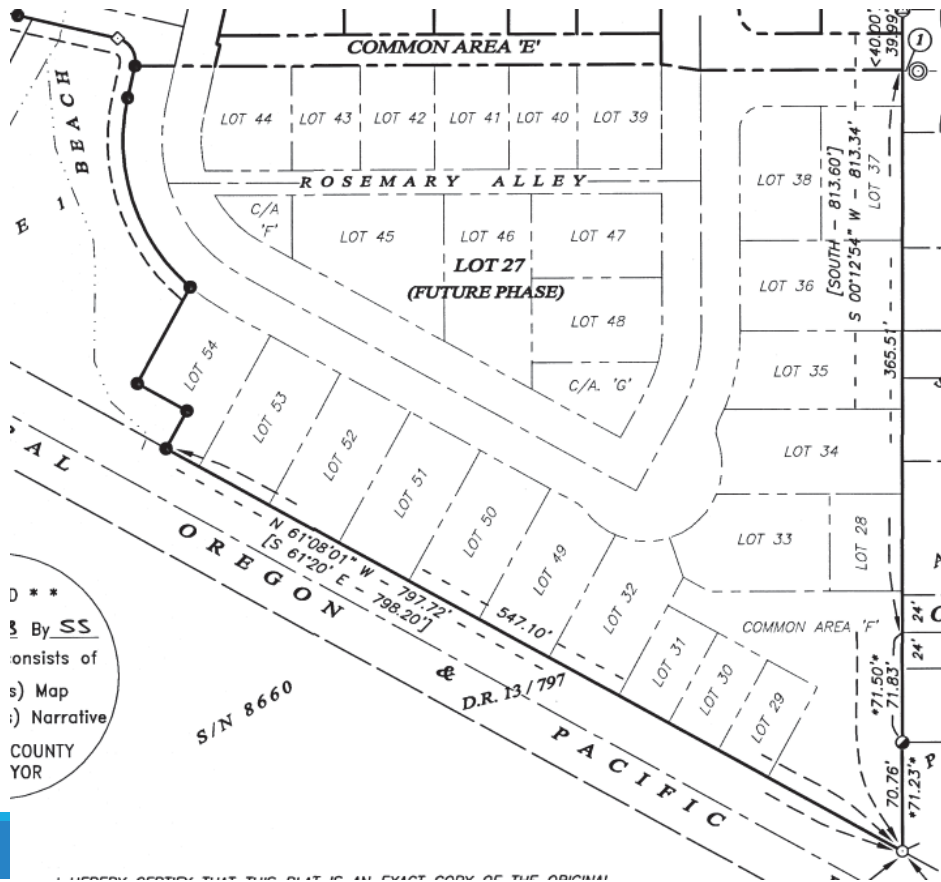 COMMON AREA 'E'
<40.00'
39.99'
1
BEACH
E 1
LOT 44
LOT 43
LOT 42
LOT 41
LOT 40
LOT 39
ROSEMARY ALLEY
C/A
'F'
LOT 45
LOT 46
LOT 47
LOT 27
(FUTURE PHASE)
LOT 48
C/A. 'G'
LOT 38
LOT 37
[SOUTH - 813.60']
S 00°12'54" W - 813.34'
LOT 36
365.51'
LOT 35
LOT 34
LOT 33
LOT 28
LOT 54
LOT 53
LOT 52
LOT 51
LOT 50
LOT 49
LOT 32
LOT 31
LOT 30
LOT 29
COMMON AREA 'F'
24'
24'
*71.50'*
71.83'
70.76'
*71.23'*
N 61°08'01" W - 797.72'
[S 61°20' E - 798.20']
547.10'
AL OREGON & PACIFIC
D.R. 13/797
S/N 8660
* *
By SS
onsists of
s) Map
s) Narrative
COUNTY
YOR
I HEREBY CERTIFY THAT THIS PLAT IS AN EXACT COPY OF THE ORIGINAL